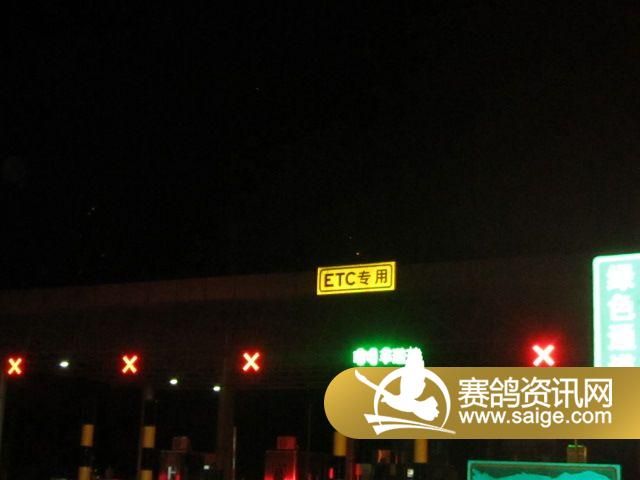 ETC专用
绿
色
通
赛鸽资讯网
www.saige.com